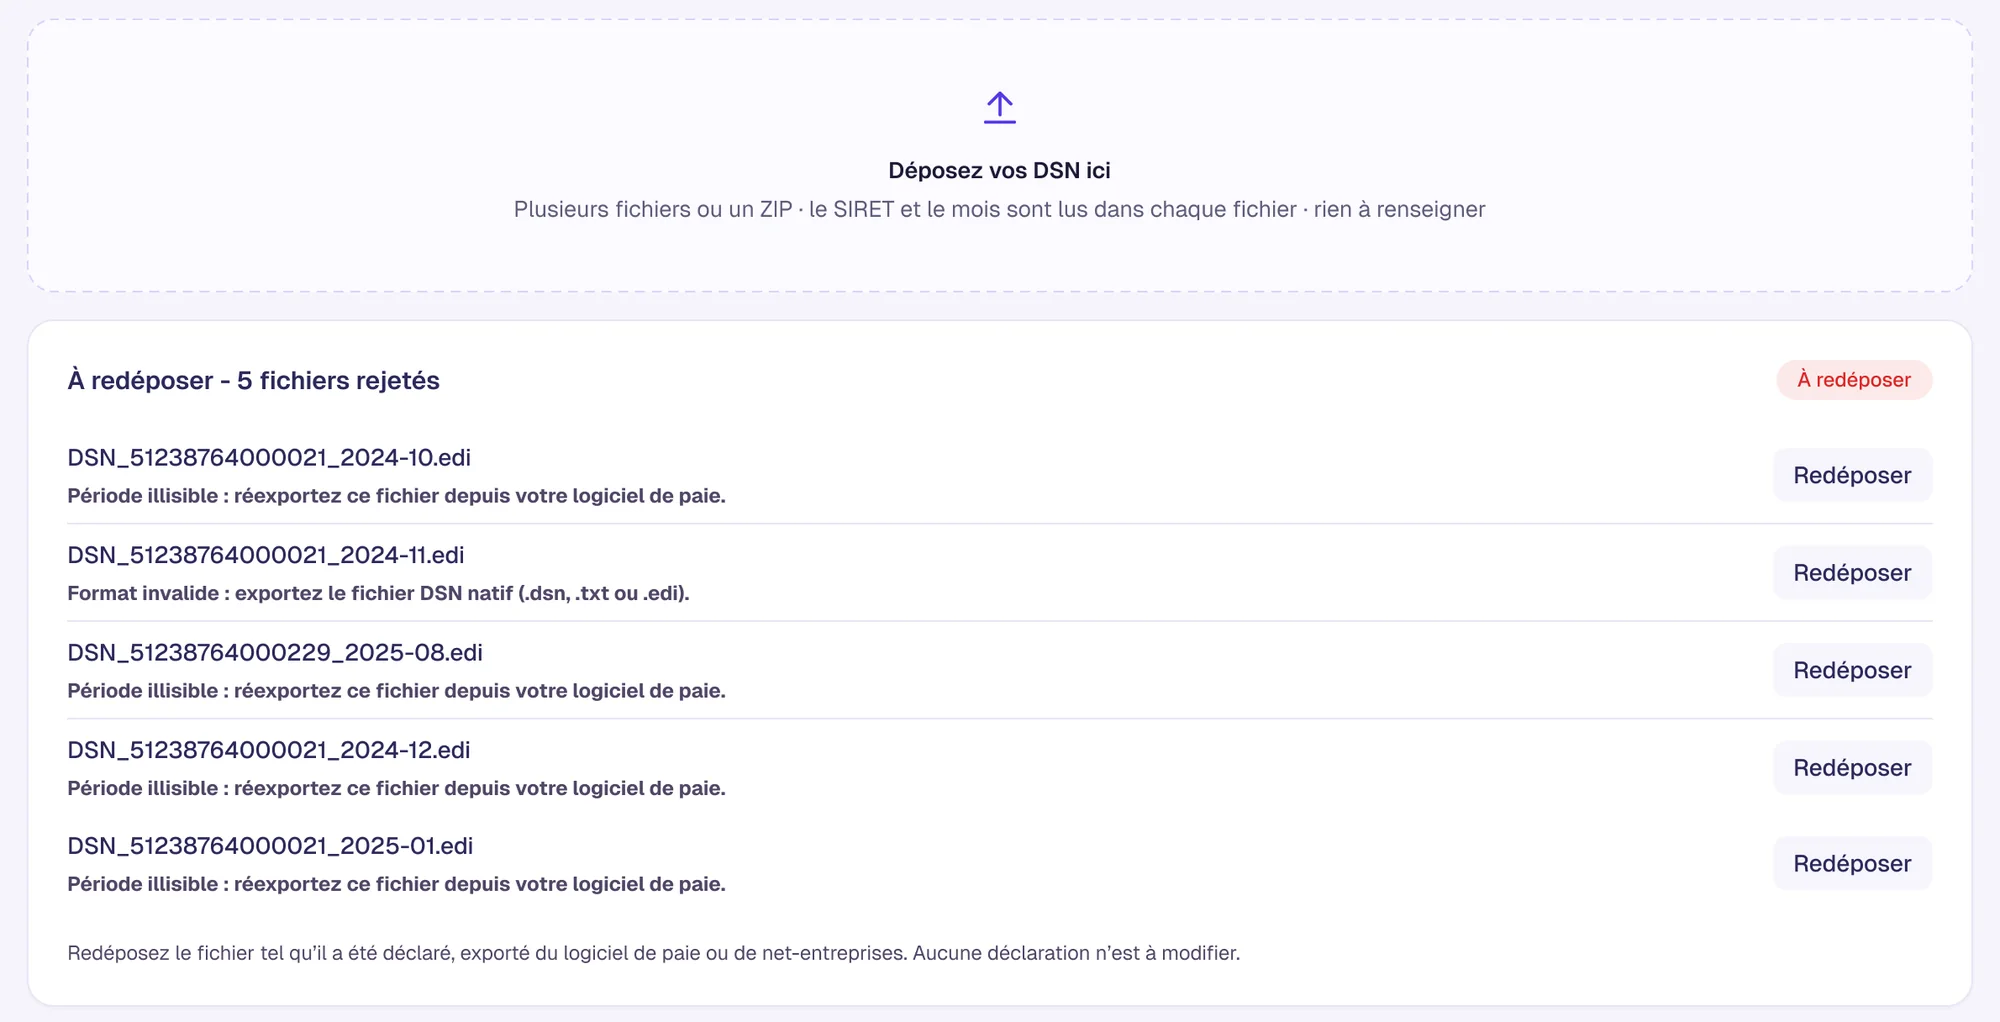 Déposez vos DSN ici
Plusieurs fichiers ou un ZIP · le SIRET et le mois sont lus dans chaque fichier · rien à renseigner
À redéposer - 5 fichiers rejetés
À redéposer
DSN_51238764000021_2024-10.edi
Période illisible : réexportez ce fichier depuis votre logiciel de paie.
Redéposer
DSN_51238764000021_2024-11.edi
Format invalide : exportez le fichier DSN natif (.dsn, .txt ou .edi).
Redéposer
DSN_51238764000229_2025-08.edi
Période illisible : réexportez ce fichier depuis votre logiciel de paie.
Redéposer
DSN_51238764000021_2024-12.edi
Période illisible : réexportez ce fichier depuis votre logiciel de paie.
Redéposer
DSN_51238764000021_2025-01.edi
Période illisible : réexportez ce fichier depuis votre logiciel de paie.
Redéposer
Redéposez le fichier tel qu’il a été déclaré, exporté du logiciel de paie ou de net-entreprises. Aucune déclaration n’est à modifier.